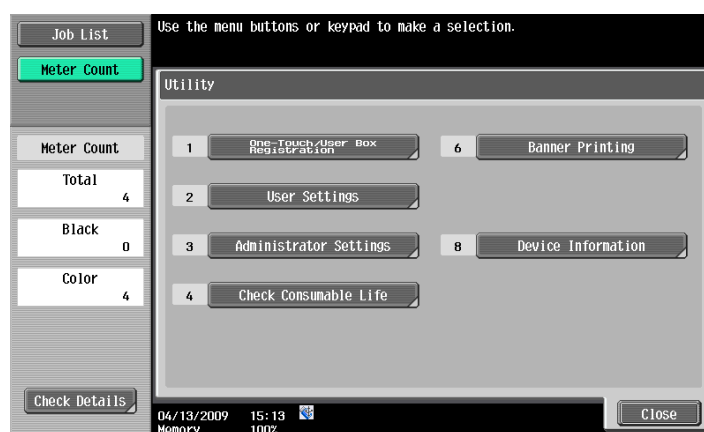 Job List
Meter Count
Use the menu buttons or keypad to make a selection.
Utility
Meter Count
Total
4
Black
0
Color
4
Check Details
1 One-Touch/User Box
Registration
2 User Settings
3 Administrator Settings
4 Check Consumable Life
6 Banner Printing
8 Device Information
04/13/2009 15:13
Memory 100%
Close